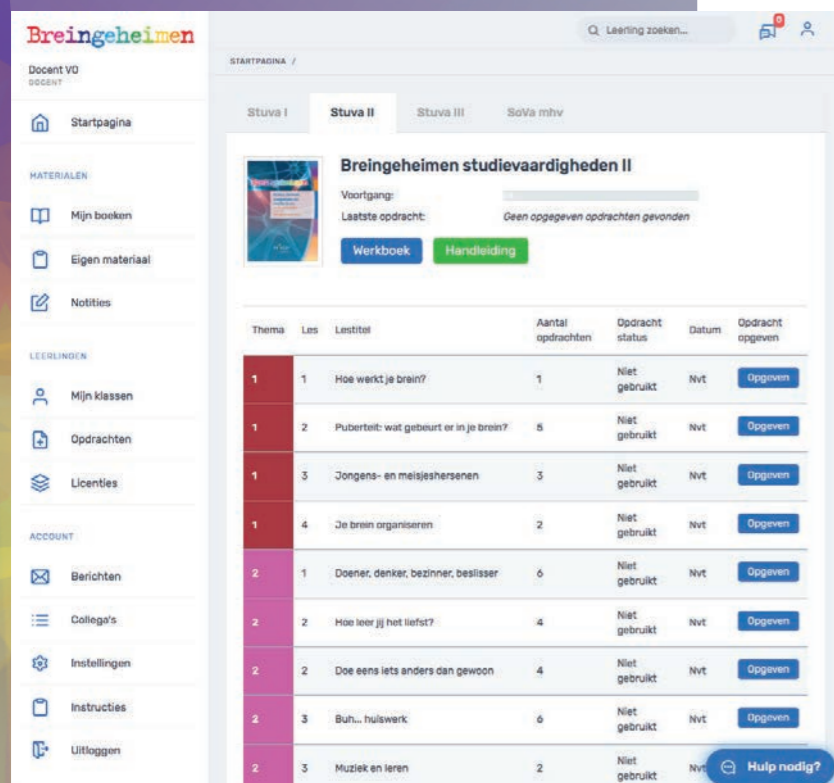 Breingeheimen
Docent VO
DOCENT
Startpagina
MATERIALEN
Mijn boeken
Eigen materiaal
Notities
LEERLINGEN
Mijn klassen
Opdrachten
Licenties
ACCOUNT
Berichten
Collega's
Instellingen
Instructies
Uitloggen
Leerling zoeken...
0
STARTPAGINA /
Stuva I Stuva II Stuva III SoVa mhv
Breingeheimen studievaardigheden II
Voortgang:
Laatste opdracht: Geen opgegeven opdrachten gevonden
Werkboek Handleiding
Thema Les Lestitel Aantal opdrachten Opdracht status Datum Opdracht opgeven
1 1 Hoe werkt je brein? 1 Niet gebruikt Nvt Opgeven
1 2 Puberteit: wat gebeurt er in je brein? 5 Niet gebruikt Nvt Opgeven
1 3 Jongens- en meisjeshersenen 3 Niet gebruikt Nvt Opgeven
1 4 Je brein organiseren 2 Niet gebruikt Nvt Opgeven
2 1 Doener, denker, bezinner, beslisser 6 Niet gebruikt Nvt Opgeven
2 2 Hoe leer jij het liefst? 4 Niet gebruikt Nvt Opgeven
2 2 Doe eens iets anders dan gewoon 4 Niet gebruikt Nvt Opgeven
2 3 Buh... huiswerk 6 Niet gebruikt Nvt Opgeven
2 3 Muziek en leren 2 Niet gebruikt Nvt
Hulp nodig?